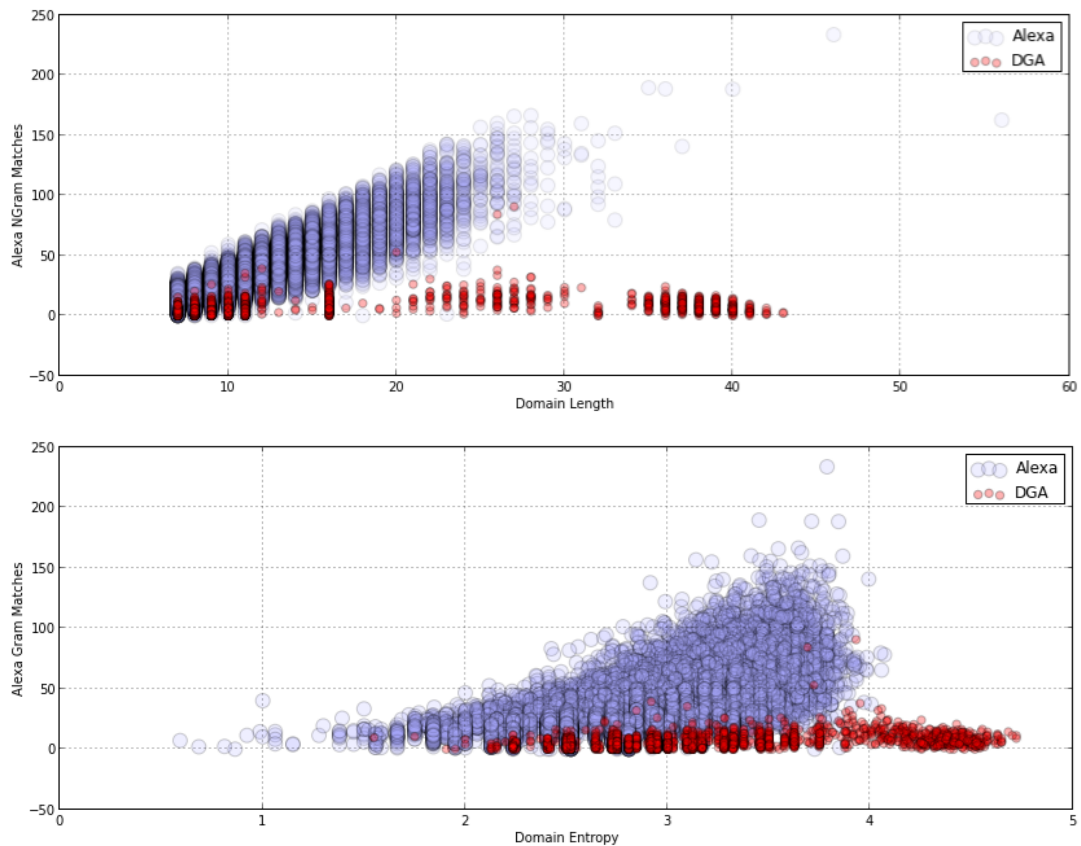 250
200
150
100
50
0
−50
Alexa NGram Matches
Alexa
DGA
0 10 20 30 40 50 60
Domain Length
250
200
150
100
50
0
−50
Alexa Gram Matches
Alexa
DGA
0 1 2 3 4 5
Domain Entropy